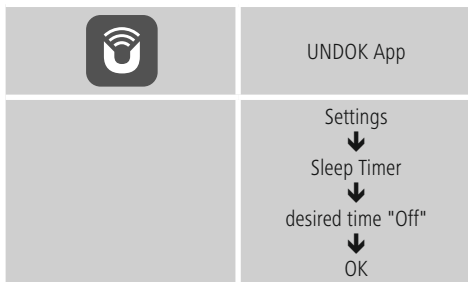 UNDOK App
Settings
Sleep Timer
desired time "Off"
OK